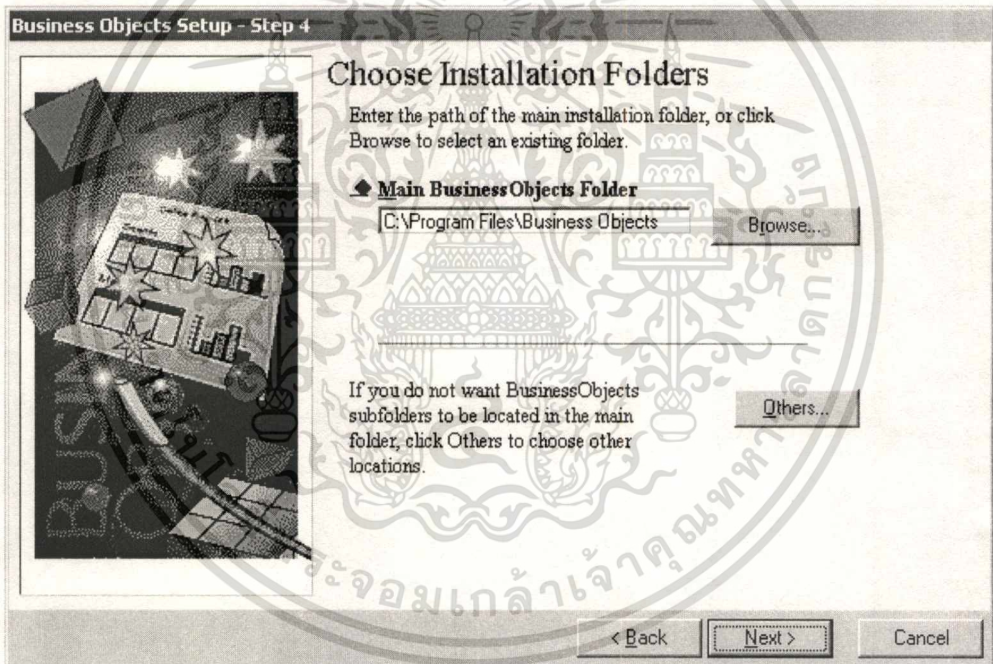 Business Objects Setup - Step 4
Choose Installation Folders
Enter the path of the main installation folder, or click
Browse to select an existing folder.
Main BusinessObjects Folder
C:\Program Files\Business Objects
Browse...
If you do not want BusinessObjects
subfolders to be located in the main
folder, click Others to choose other
locations.
Others...
< Back
Next >
Cancel